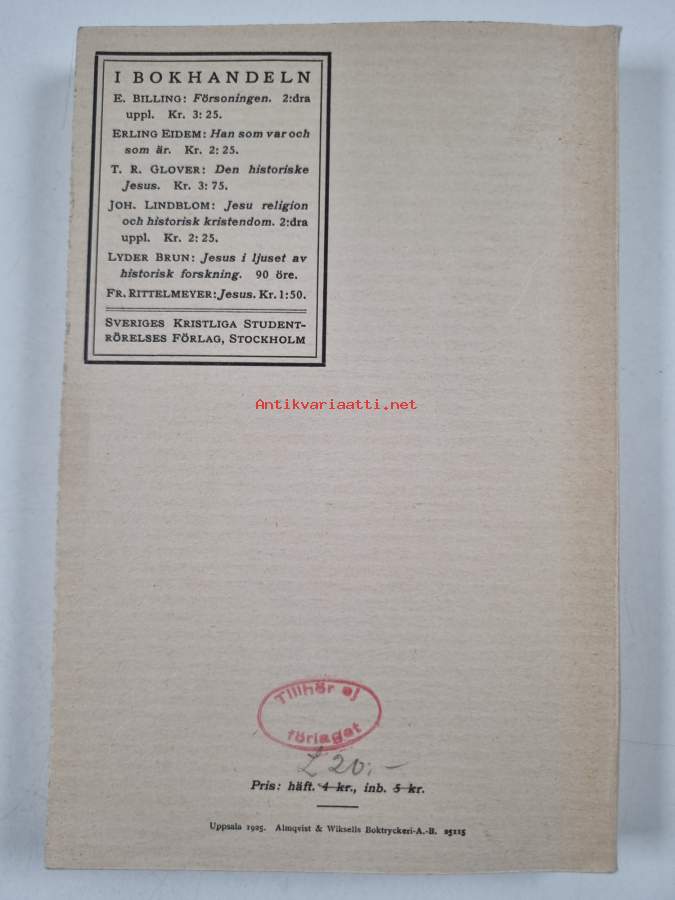 I BOKHANDELN
E. BILLING: Försoningen. 2:dra
uppl. Kr. 3: 25.
ERLING EIDEM: Han som var och
som är. Kr. 2: 25.
T. R. GLOVER: Den historiske
Jesus. Kr. 3: 75.
JOH. LINDBLOM: Jesu religion
och historisk kristendom. 2:dra
uppl. Kr. 2: 25.
LYDER BRUN: Jesus i ljuset av
historisk forskning. 90 öre.
FR. RITTELMEYER: Jesus. Kr. 1:50.
SVERIGES KRISTLIGA STUDENT-
RÖRELSES FÖRLAG, STOCKHOLM
Antikvariaatti.net
Tillhör ej
förlaget
20:-
Pris: häft. 4 kr., inb. 5 kr.
Uppsala 1925. Almqvist & Wiksells Boktryckeri-A.-B. 25115